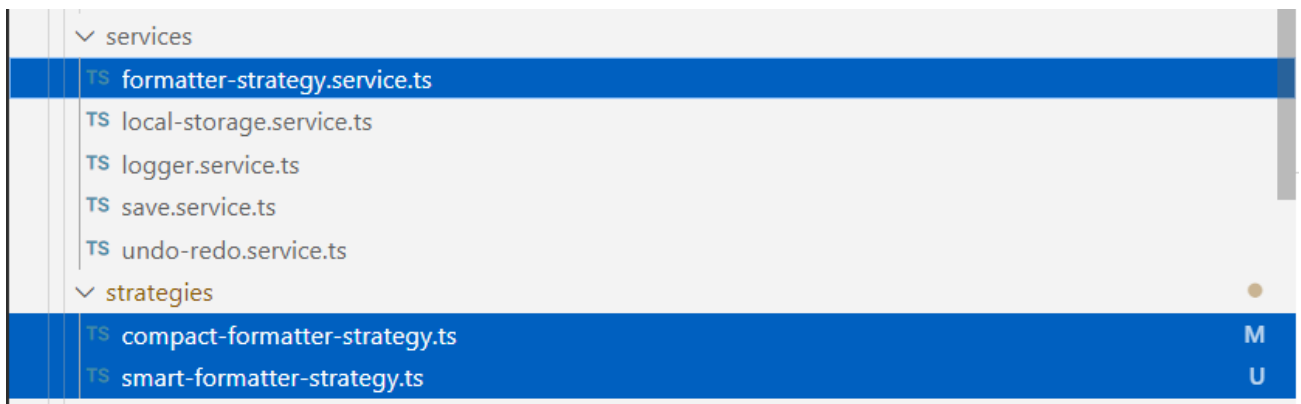 services
TS formatter-strategy.service.ts
TS local-storage.service.ts
TS logger.service.ts
TS save.service.ts
TS undo-redo.service.ts
strategies
TS compact-formatter-strategy.ts M
TS smart-formatter-strategy.ts U